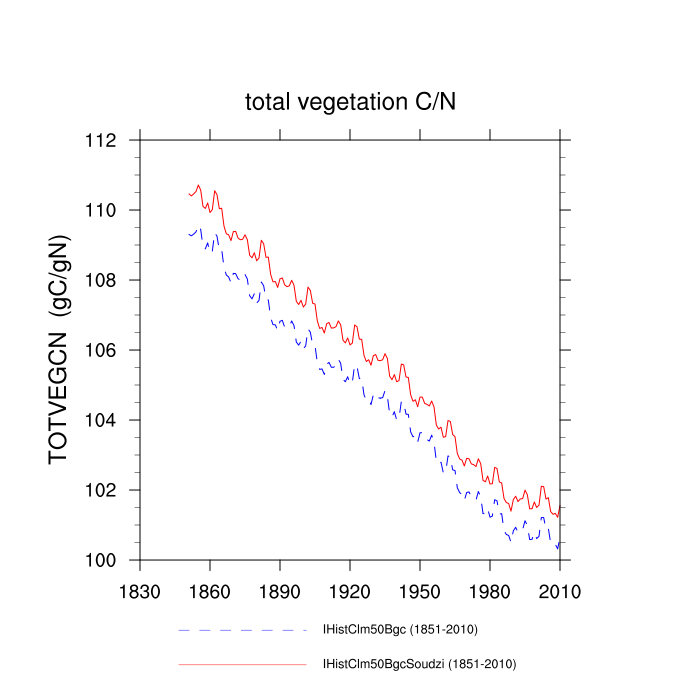 total vegetation C/N
TOTVEGCN (gC/gN)
112
110
108
106
104
102
100
1830 1860 1890 1920 1950 1980 2010
IHistClm50Bgc (1851-2010)
IHistClm50BgcSoudzi (1851-2010)